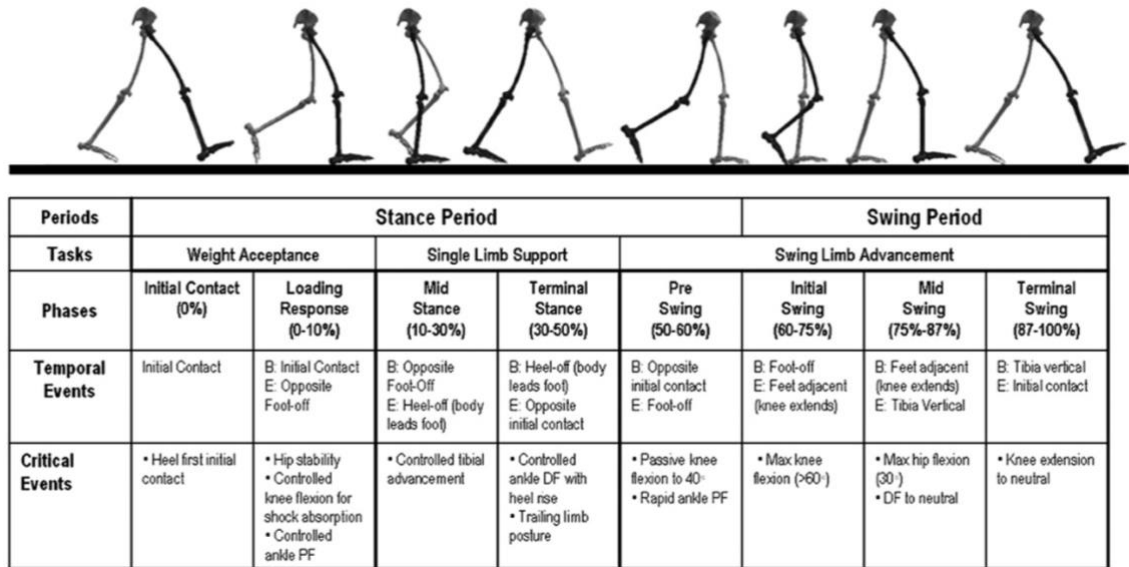 Periods
Stance Period
Swing Period
Tasks
Weight Acceptance
Single Limb Support
Swing Limb Advancement
Phases
Initial Contact
(0%)
Loading
Response
(0-10%)
Mid
Stance
(10-30%)
Terminal
Stance
(30-50%)
Pre
Swing
(50-60%)
Initial
Swing
(60-75%)
Mid
Swing
(75%-87%)
Terminal
Swing
(87-100%)
Temporal
Events
Initial Contact
B: Initial Contact
E: Opposite
Foot-off
B: Opposite
Foot-Off
E: Heel-off (body
leads foot)
B: Heel-off (body
leads foot)
E: Opposite
initial contact
B: Opposite
initial contact
E: Foot-off
B: Foot-off
E: Feet adjacent
(knee extends)
B: Feet adjacent
(knee extends)
E: Tibia Vertical
B: Tibia vertical
E: Initial contact
Critical
Events
• Heel first initial
contact
• Hip stability
• Controlled
knee flexion for
shock absorption
• Controlled
ankle PF
• Controlled tibial
advancement
• Controlled
ankle DF with
heel rise
• Trailing limb
posture
• Passive knee
flexion to 40°
• Rapid ankle PF
• Max knee
flexion (>60°)
• Max hip flexion
(30°)
• DF to neutral
• Knee extension
to neutral